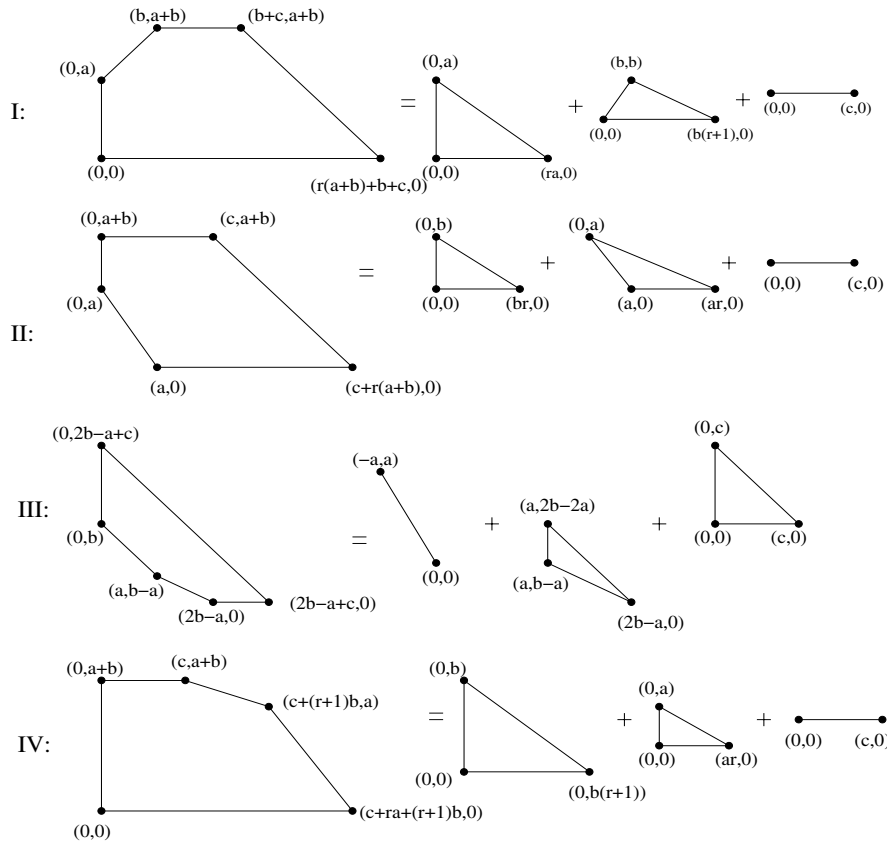 I:
(b,a+b) (b+c,a+b)
(0,a)
(0,0) (r(a+b)+b+c,0)
=
(0,a)
(0,0) (ra,0)
+
(b,b)
(0,0) (b(r+1),0)
+
(0,0) (c,0)
II:
(0,a+b) (c,a+b)
(0,a)
(a,0) (c+r(a+b),0)
=
(0,b)
(0,0) (br,0)
+
(0,a)
(a,0) (ar,0)
+
(0,0) (c,0)
III:
(0,2b−a+c)
(0,b)
(a,b−a)
(2b−a,0) (2b−a+c,0)
=
(−a,a)
(0,0)
+
(a,2b−2a)
(a,b−a)
(2b−a,0)
+
(0,c)
(0,0) (c,0)
IV:
(0,a+b) (c,a+b)
(c+(r+1)b,a)
(0,0) (c+ra+(r+1)b,0)
=
(0,b)
(0,0) (0,b(r+1))
+
(0,a)
(0,0) (ar,0)
+
(0,0) (c,0)